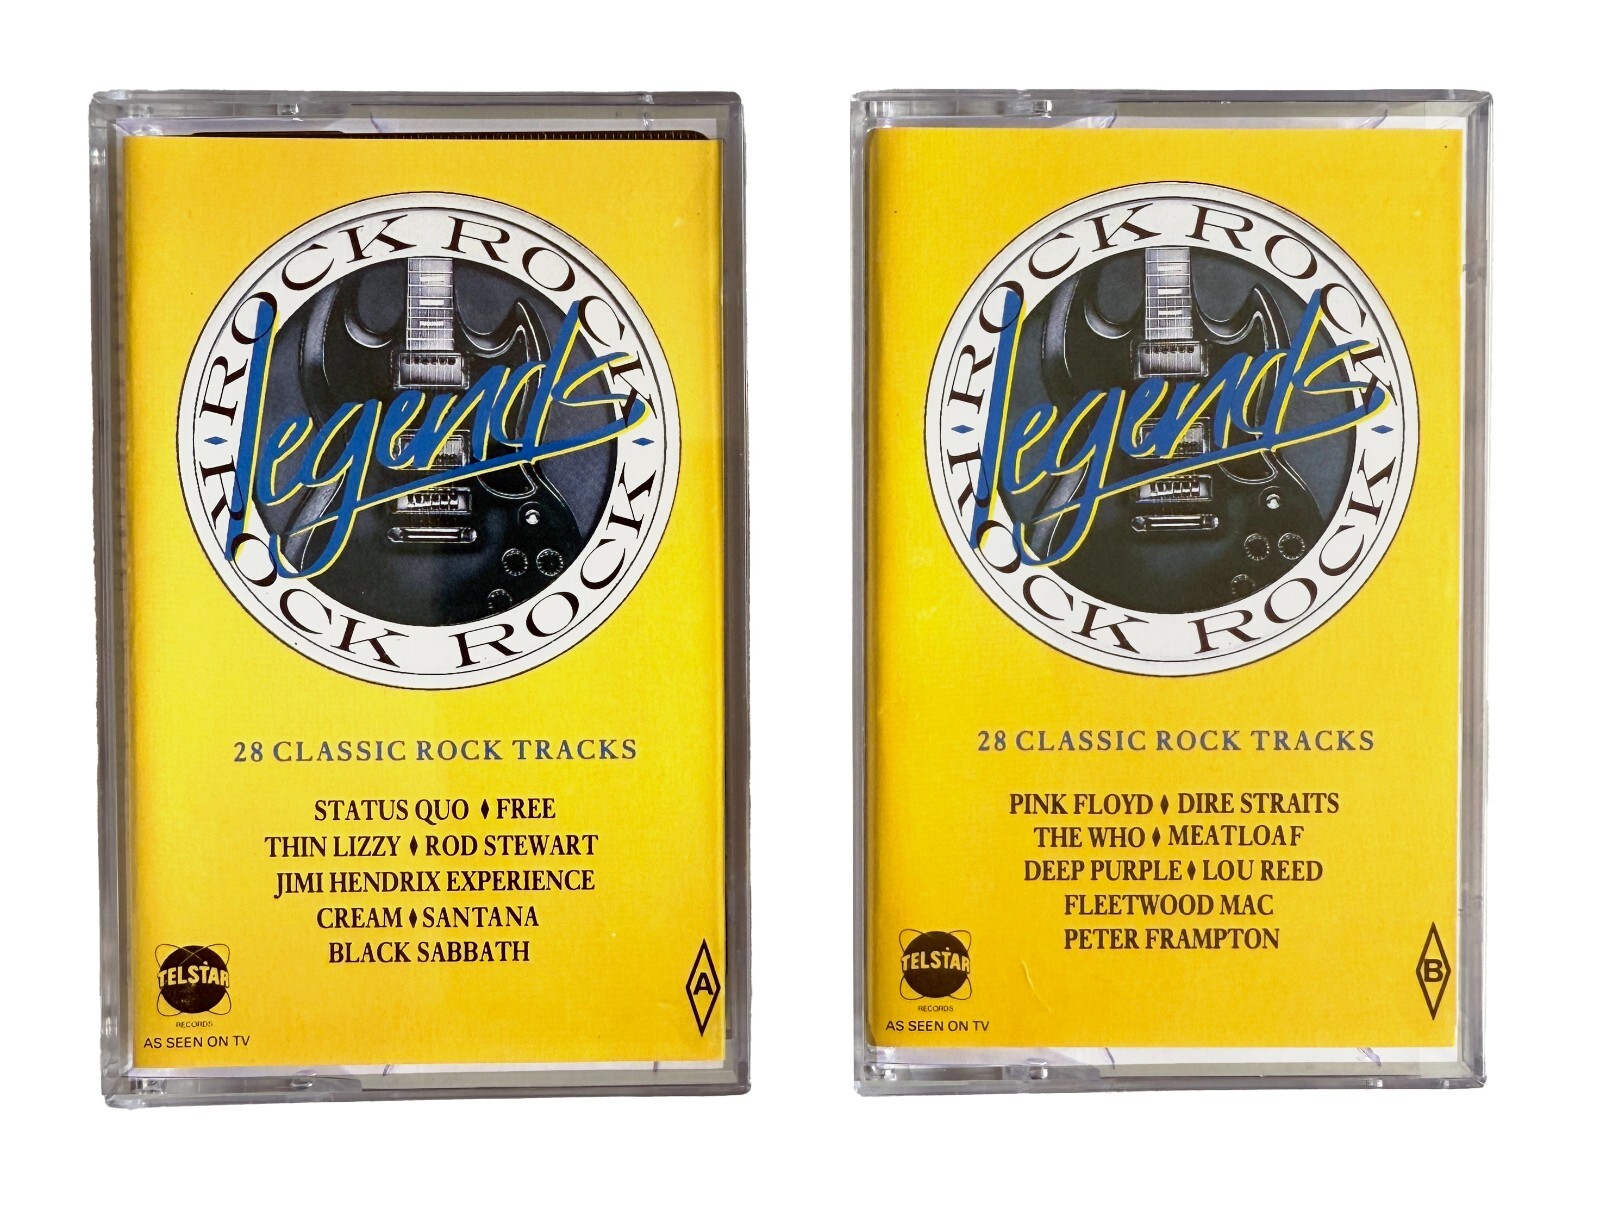 ROCK ROCK
ROCK ROCK
Legends
28 CLASSIC ROCK TRACKS
STATUS QUO ♦ FREE
THIN LIZZY ♦ ROD STEWART
JIMI HENDRIX EXPERIENCE
CREAM ♦ SANTANA
BLACK SABBATH
TELSTAR
RECORDS
AS SEEN ON TV
A
ROCK ROCK
ROCK ROCK
Legends
28 CLASSIC ROCK TRACKS
PINK FLOYD ♦ DIRE STRAITS
THE WHO ♦ MEATLOAF
DEEP PURPLE ♦ LOU REED
FLEETWOOD MAC
PETER FRAMPTON
TELSTAR
RECORDS
AS SEEN ON TV
B